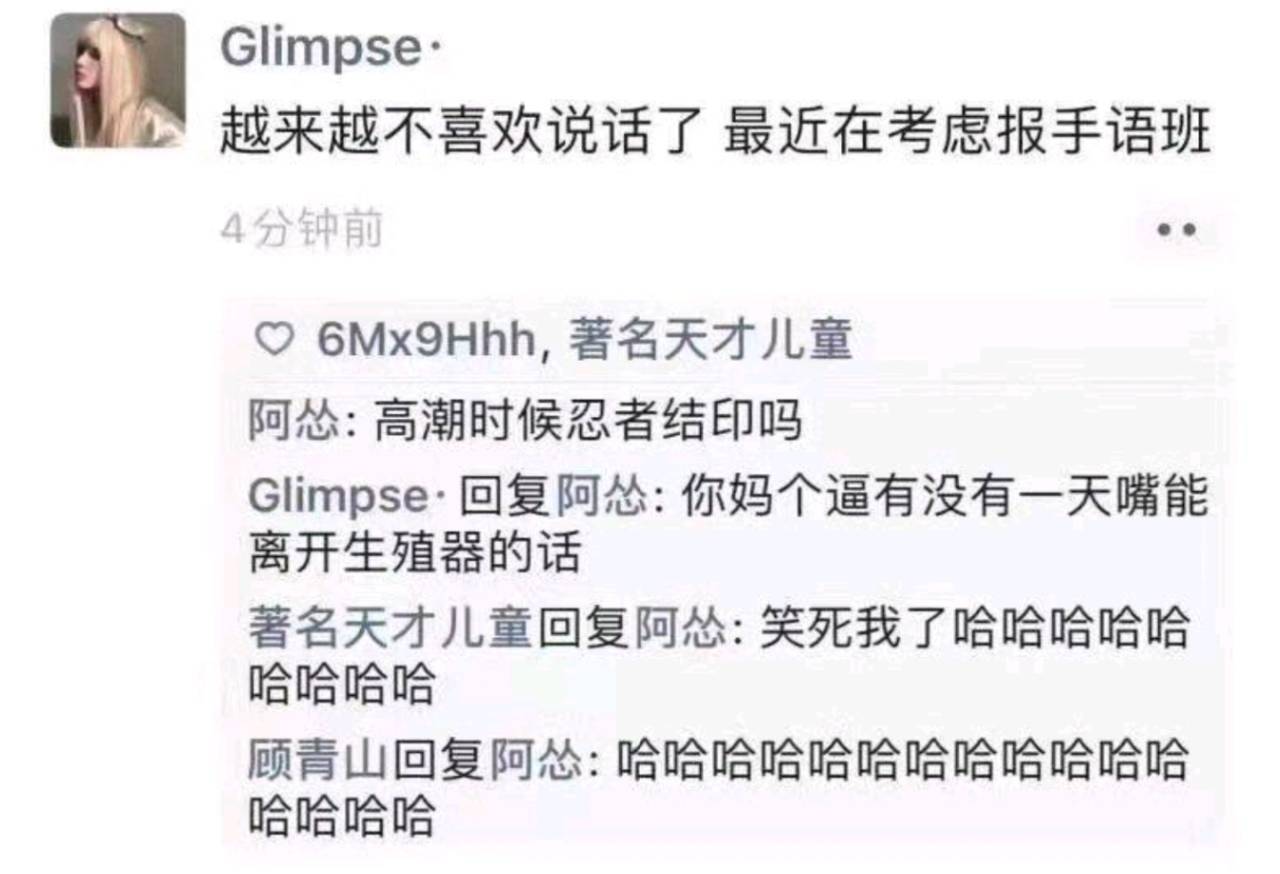 Glimpse·
越来越不喜欢说话了 最近在考虑报手语班
4分钟前
6Mx9Hhh, 著名天才儿童
阿怂: 高潮时候忍者结印吗
Glimpse· 回复阿怂: 你妈个逼有没有一天嘴能
离开生殖器的话
著名天才儿童回复阿怂: 笑死我了哈哈哈哈哈
哈哈哈哈
顾青山回复阿怂: 哈哈哈哈哈哈哈哈哈哈哈哈
哈哈哈哈